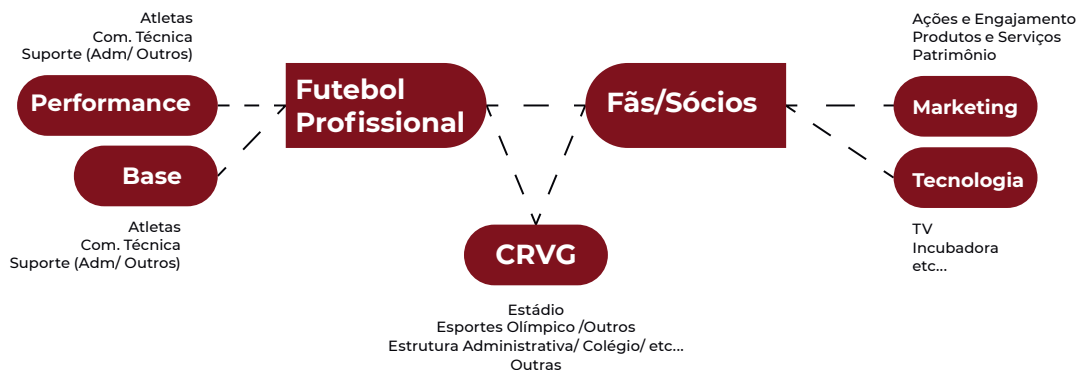 Atletas
Com. Técnica
Suporte (Adm/ Outros)
Performance
Base
Atletas
Com. Técnica
Suporte (Adm/ Outros)
Futebol
Profissional
Fãs/Sócios
CRVG
Estádio
Esportes Olímpico /Outros
Estrutura Administrativa/ Colégio/ etc...
Outras
Ações e Engajamento
Produtos e Serviços
Patrimônio
Marketing
Tecnologia
TV
Incubadora
etc...